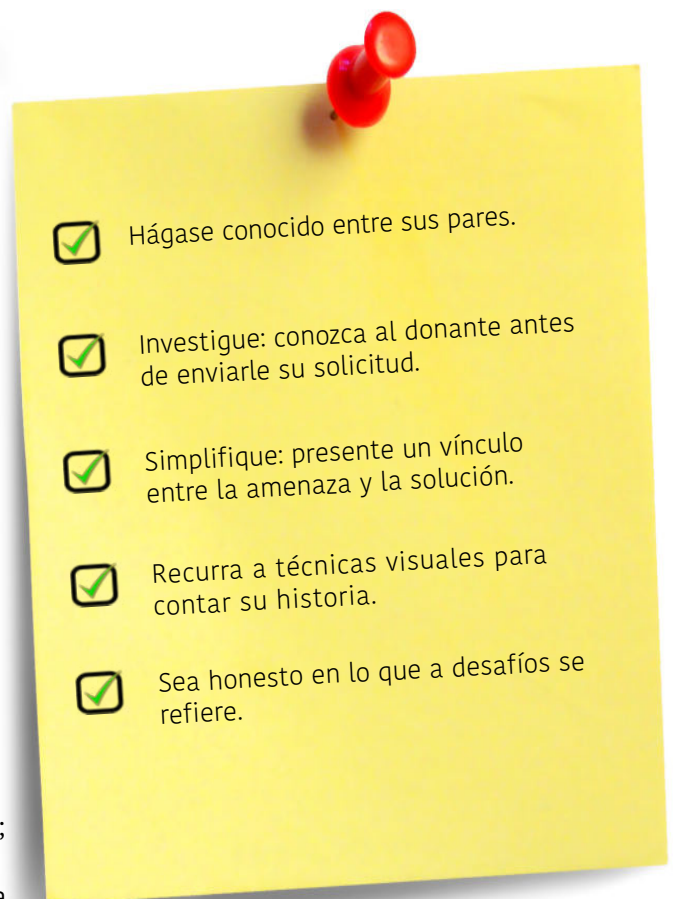 Hágase conocido entre sus pares.
Investigue: conozca al donante antes
de enviarle su solicitud.
Simplifique: presente un vínculo
entre la amenaza y la solución.
Recurra a técnicas visuales para
contar su historia.
Sea honesto en lo que a desafíos se
refiere.
;